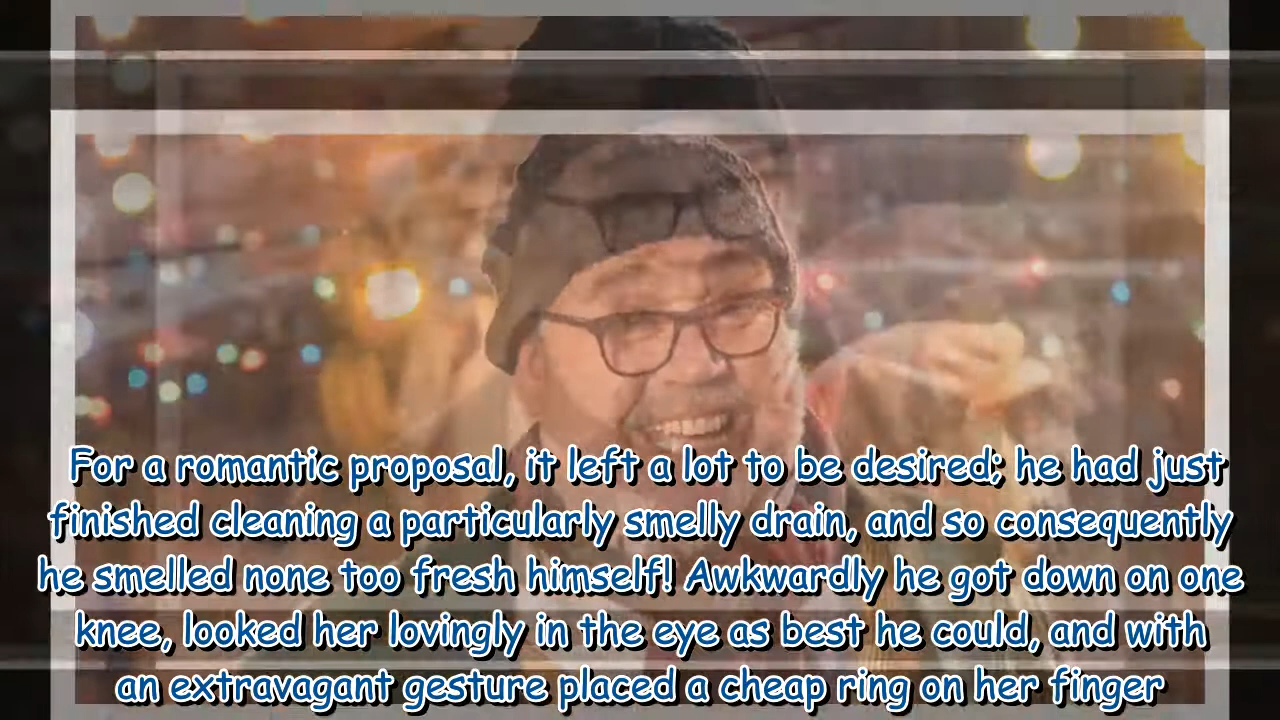 For a romantic proposal, it left a lot to be desired; he had just
finished cleaning a particularly smelly drain, and so consequently
he smelled none too fresh himself! Awkwardly he got down on one
knee, looked her lovingly in the eye as best he could, and with
an extravagant gesture placed a cheap ring on her finger